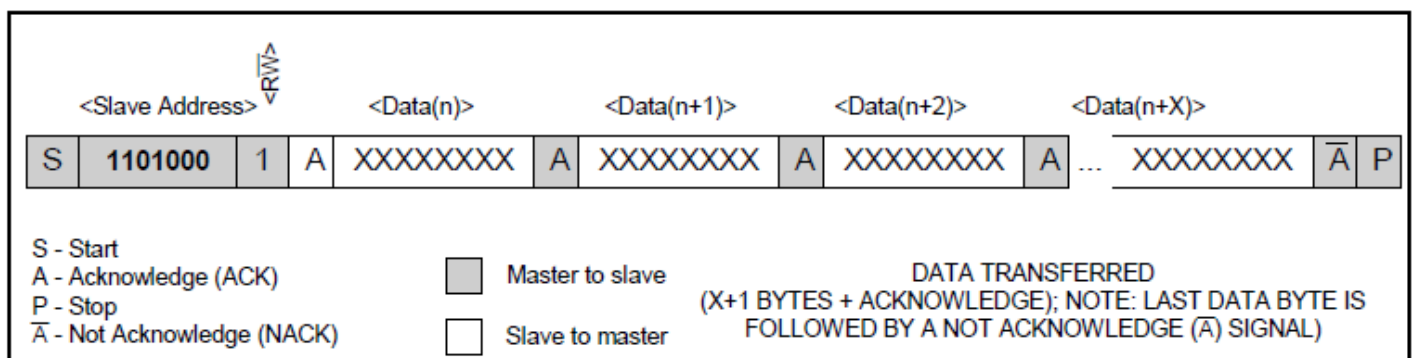 <RW̅>
<Slave Address> <Data(n)> <Data(n+1)> <Data(n+2)> <Data(n+X)>
S 1101000 1 A XXXXXXXX A XXXXXXXX A XXXXXXXX A ... XXXXXXXX A̅ P
S - Start
A - Acknowledge (ACK)
P - Stop
A̅ - Not Acknowledge (NACK)
Master to slave
Slave to master
DATA TRANSFERRED
(X+1 BYTES + ACKNOWLEDGE); NOTE: LAST DATA BYTE IS
FOLLOWED BY A NOT ACKNOWLEDGE (A̅) SIGNAL)